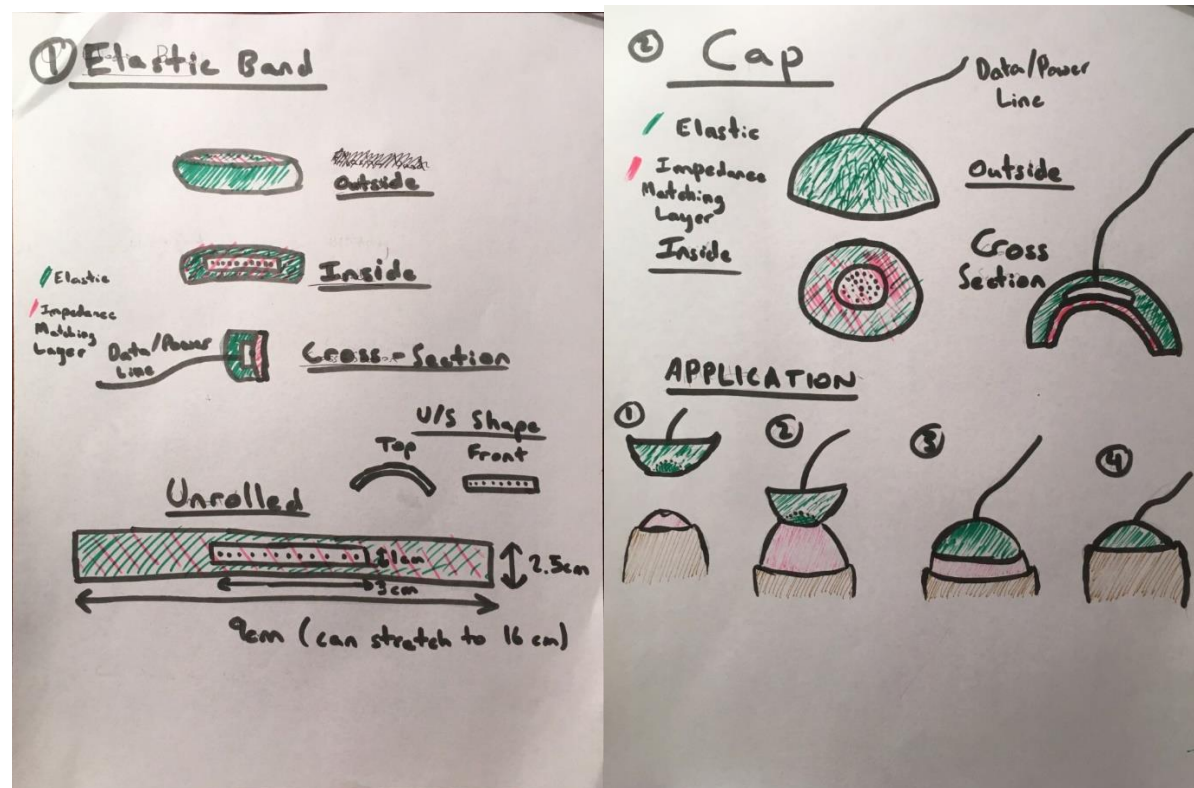 ① Elastic Band
Outside
Inside
Elastic
Impedance
Matching
Layer
Data/Power
Line
Cross-Section
U/S Shape
Top
Front
Unrolled
1cm
3cm
2.5cm
9cm (can stretch to 16 cm)
② Cap
Data/Power
Line
Elastic
Impedance
Matching
Layer
Outside
Inside
Cross
Section
APPLICATION
①
②
③
④